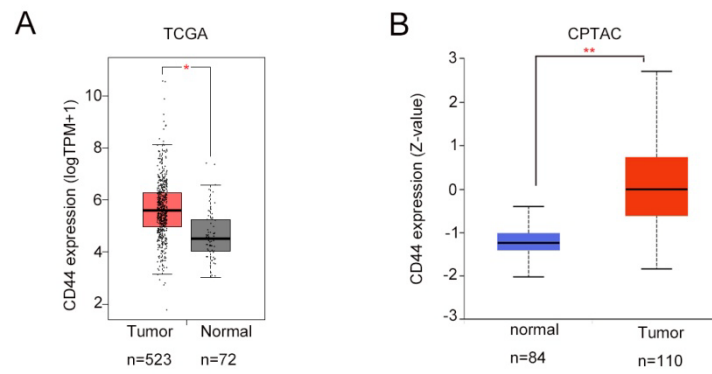 A
TCGA
*
CD44 expression (logTPM+1)
10
8
6
4
2
Tumor Normal
n=523 n=72
B
CPTAC
**
CD44 expression (Z-value)
3
2
1
0
-1
-2
-3
normal Tumor
n=84 n=110